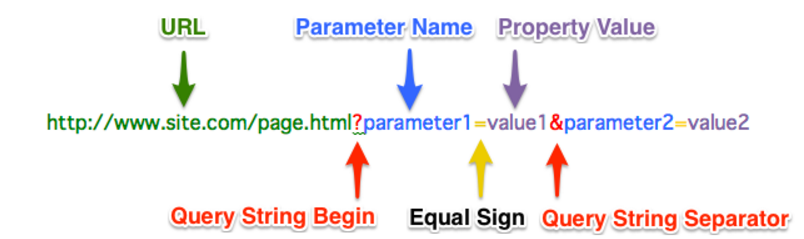 URL Parameter Name Property Value
http://www.site.com/page.html?parameter1=value1&parameter2=value2
Query String Begin Equal Sign Query String Separator